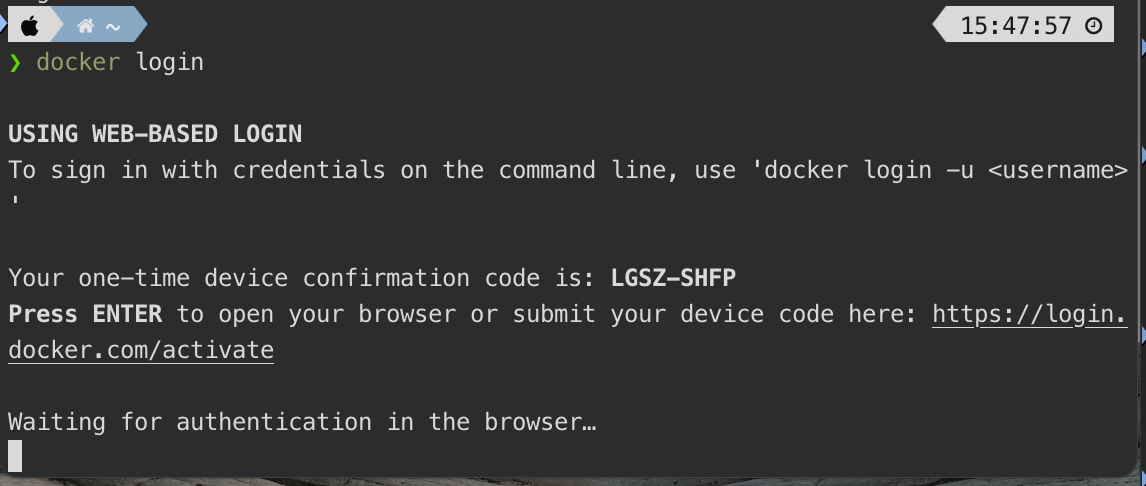 ~ 15:47:57
❯ docker login
USING WEB-BASED LOGIN
To sign in with credentials on the command line, use 'docker login -u <username>
'
Your one-time device confirmation code is: LGSZ-SHFP
Press ENTER to open your browser or submit your device code here: https://login.
docker.com/activate
Waiting for authentication in the browser…